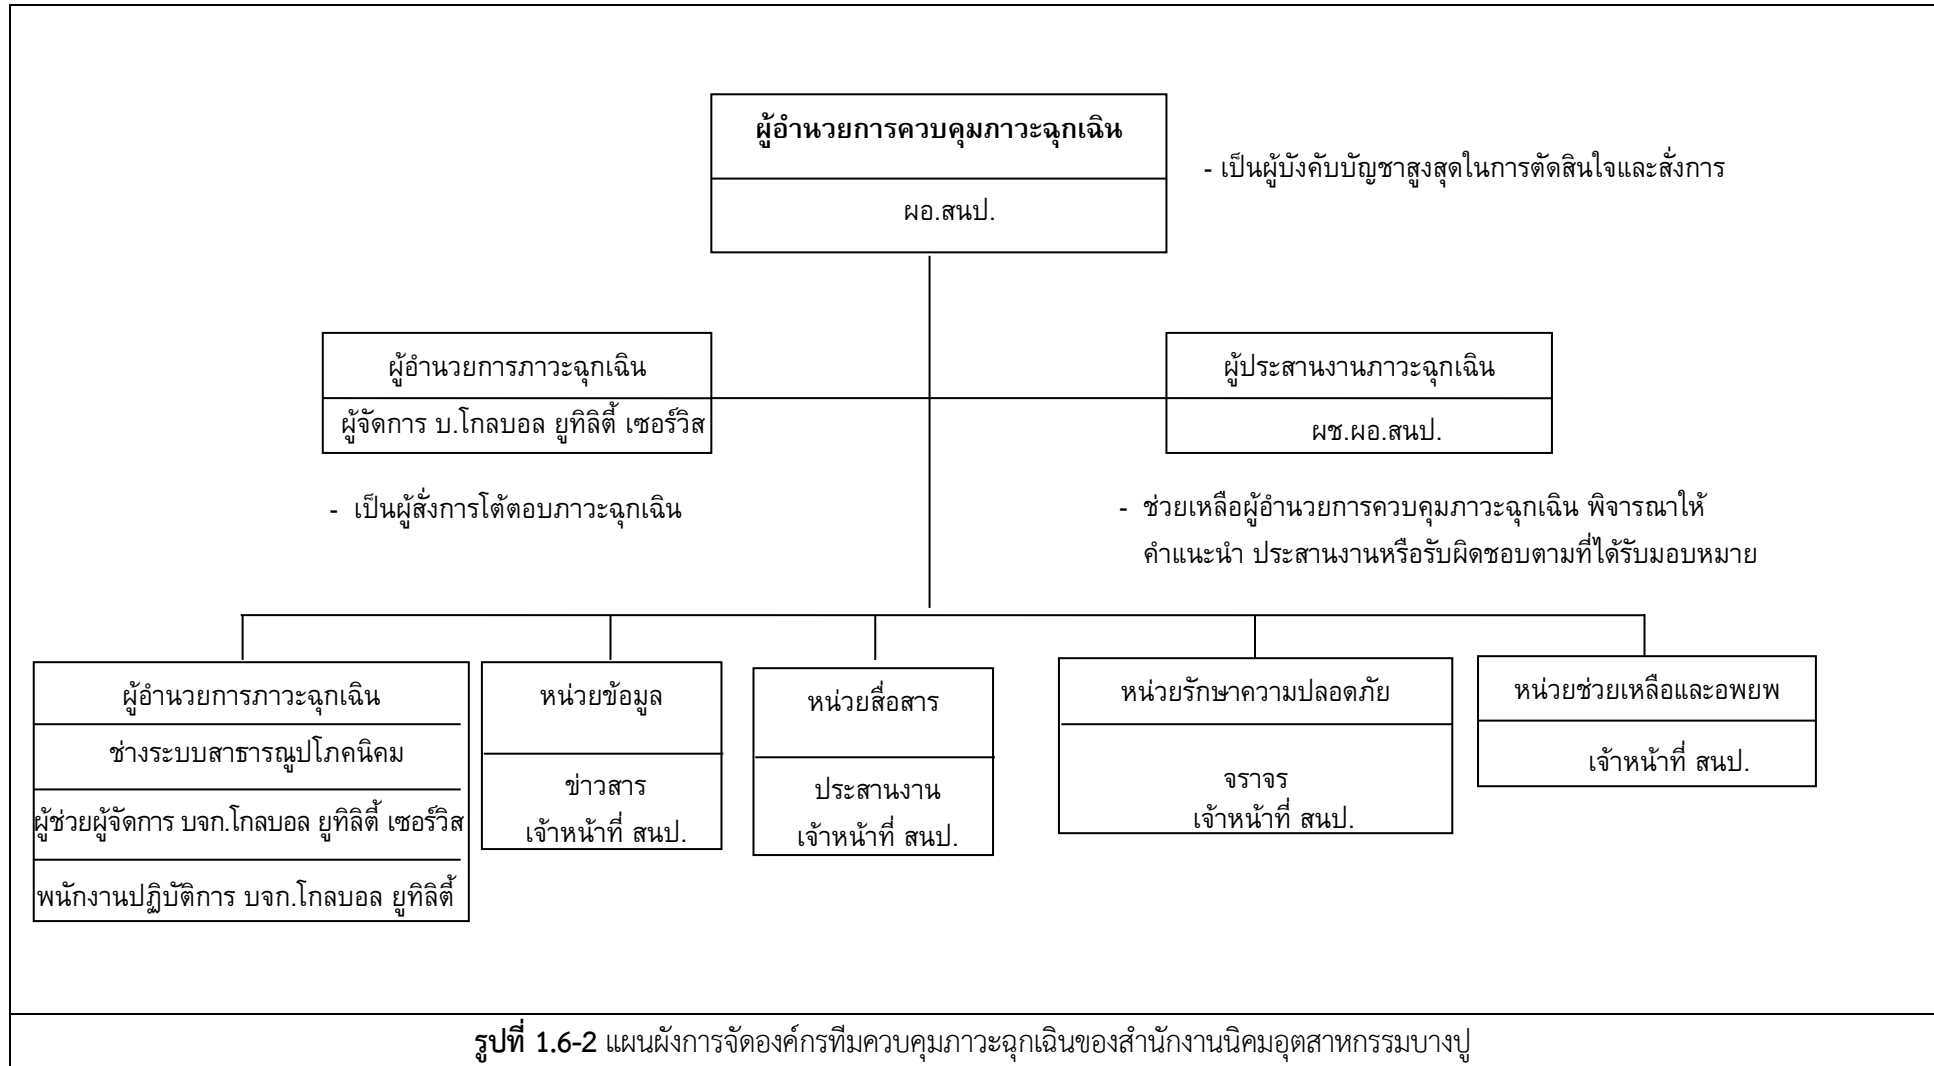 ผู้อำนวยการควบคุมภาวะฉุกเฉิน
ผอ.สนป.
- เป็นผู้บังคับบัญชาสูงสุดในการตัดสินใจและสั่งการ
ผู้อำนวยการภาวะฉุกเฉิน
ผู้จัดการ บ.โกลบอล ยูทิลิตี้ เซอร์วิส
- เป็นผู้สั่งการโต้ตอบภาวะฉุกเฉิน
ผู้ประสานงานภาวะฉุกเฉิน
ผช.ผอ.สนป.
- ช่วยเหลือผู้อำนวยการควบคุมภาวะฉุกเฉิน พิจารณาให้
คำแนะนำ ประสานงานหรือรับผิดชอบตามที่ได้รับมอบหมาย
ผู้อำนวยการภาวะฉุกเฉิน
ช่างระบบสาธารณูปโภคนิคม
ผู้ช่วยผู้จัดการ บจก.โกลบอล ยูทิลิตี้ เซอร์วิส
พนักงานปฏิบัติการ บจก.โกลบอล ยูทิลิตี้
หน่วยข้อมูล
ข่าวสาร
เจ้าหน้าที่ สนป.
หน่วยสื่อสาร
ประสานงาน
เจ้าหน้าที่ สนป.
หน่วยรักษาความปลอดภัย
จราจร
เจ้าหน้าที่ สนป.
หน่วยช่วยเหลือและอพยพ
เจ้าหน้าที่ สนป.
รูปที่ 1.6-2 แผนผังการจัดองค์กรทีมควบคุมภาวะฉุกเฉินของสำนักงานนิคมอุตสาหกรรมบางปู